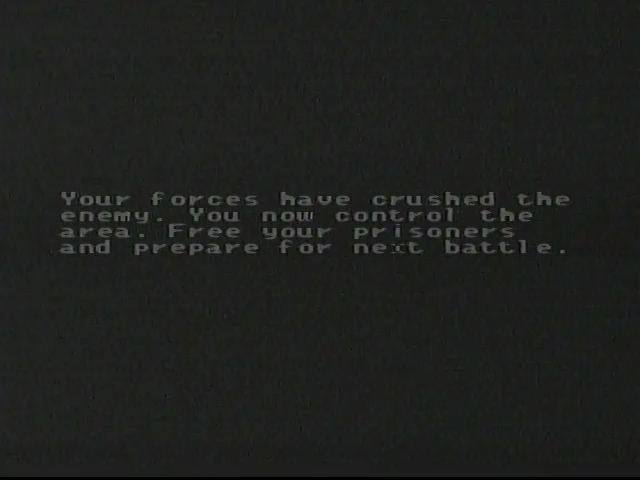 Your forces have crushed the
enemy. You now control the
area. Free your prisoners
and prepare for next battle.